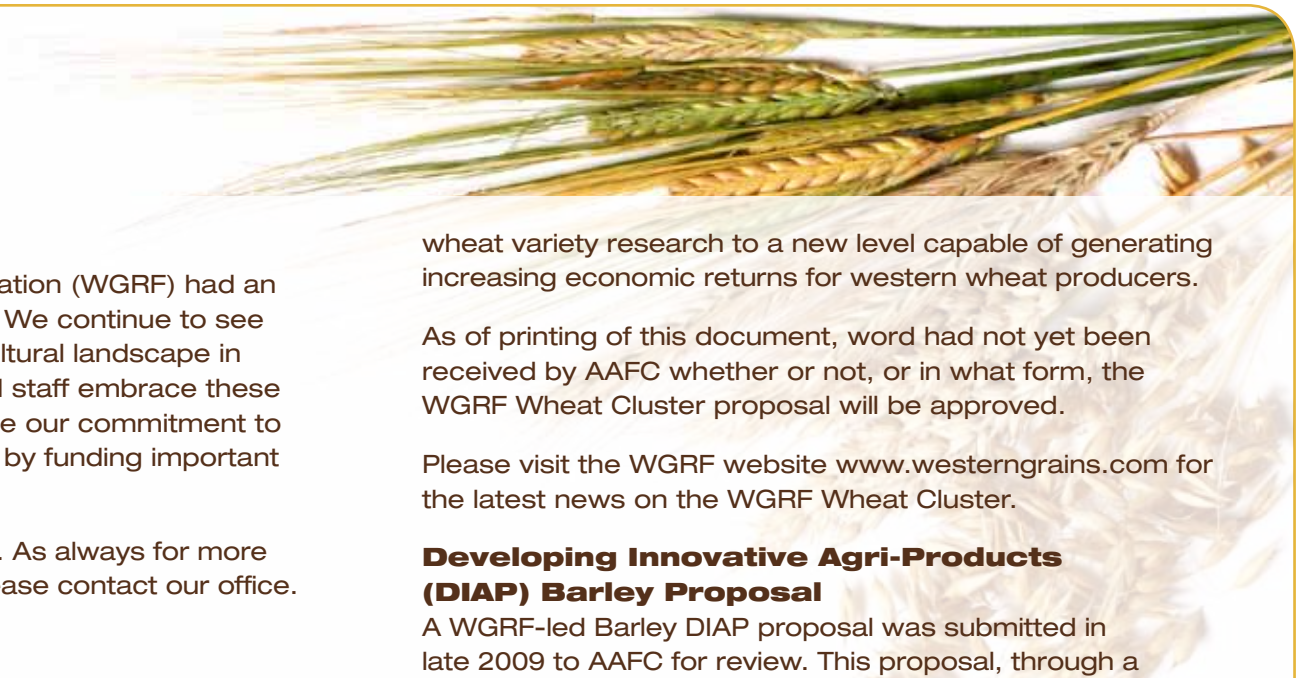 ation (WGRF) had an
We continue to see
ltural landscape in
staff embrace these
e our commitment to
by funding important
. As always for more
ease contact our office.
wheat variety research to a new level capable of generating
increasing economic returns for western wheat producers.
As of printing of this document, word had not yet been
received by AAFC whether or not, or in what form, the
WGRF Wheat Cluster proposal will be approved.
Please visit the WGRF website www.westerngrains.com for
the latest news on the WGRF Wheat Cluster.
Developing Innovative Agri-Products
(DIAP) Barley Proposal
A WGRF-led Barley DIAP proposal was submitted in
late 2009 to AAFC for review. This proposal, through a